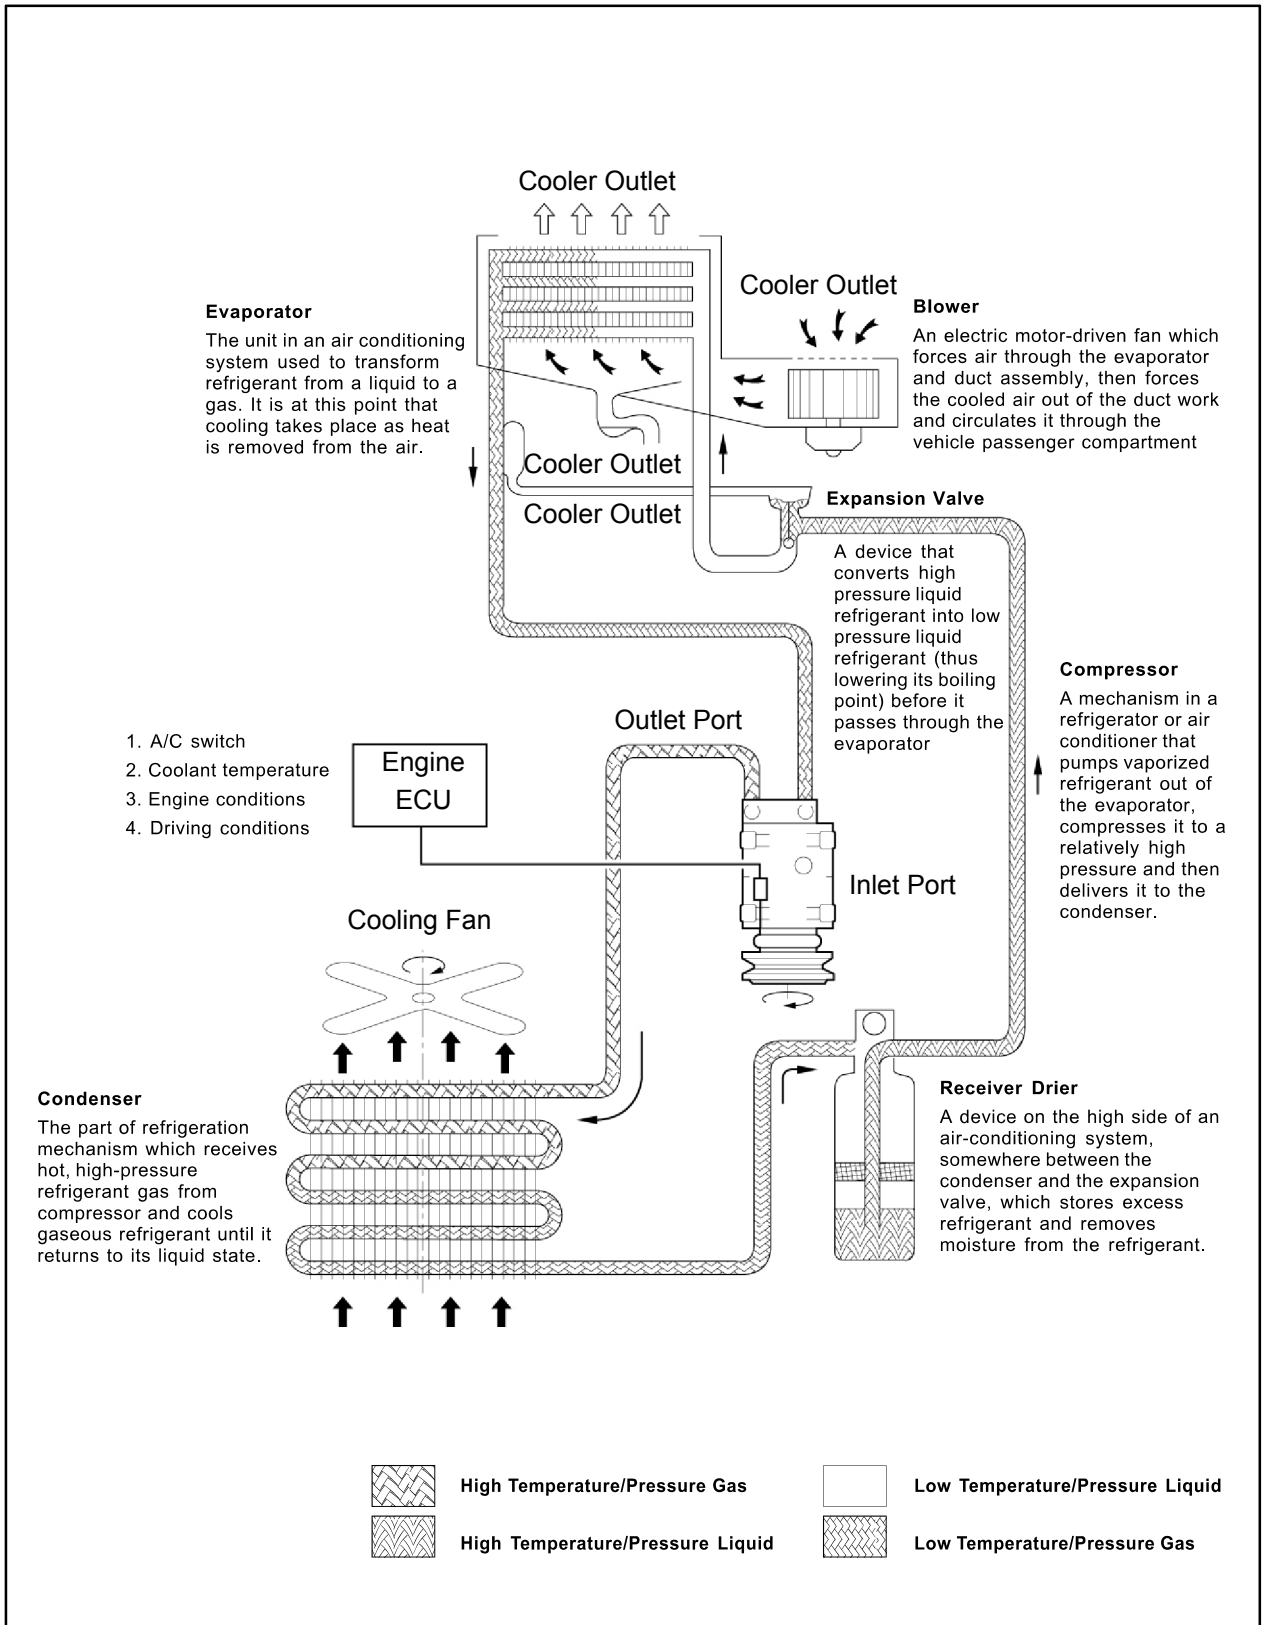 Cooler Outlet
Cooler Outlet
Evaporator
The unit in an air conditioning
system used to transform
refrigerant from a liquid to a
gas. It is at this point that
cooling takes place as heat
is removed from the air.
Blower
An electric motor-driven fan which
forces air through the evaporator
and duct assembly, then forces
the cooled air out of the duct work
and circulates it through the
vehicle passenger compartment
Cooler Outlet
Cooler Outlet
Expansion Valve
A device that
converts high
pressure liquid
refrigerant into low
pressure liquid
refrigerant (thus
lowering its boiling
point) before it
passes through the
evaporator
Compressor
A mechanism in a
refrigerator or air
conditioner that
pumps vaporized
refrigerant out of
the evaporator,
compresses it to a
relatively high
pressure and then
delivers it to the
condenser.
Outlet Port
1. A/C switch
2. Coolant temperature
3. Engine conditions
4. Driving conditions
Engine
ECU
Inlet Port
Cooling Fan
Condenser
The part of refrigeration
mechanism which receives
hot, high-pressure
refrigerant gas from
compressor and cools
gaseous refrigerant until it
returns to its liquid state.
Receiver Drier
A device on the high side of an
air-conditioning system,
somewhere between the
condenser and the expansion
valve, which stores excess
refrigerant and removes
moisture from the refrigerant.
High Temperature/Pressure Gas
Low Temperature/Pressure Liquid
High Temperature/Pressure Liquid
Low Temperature/Pressure Gas